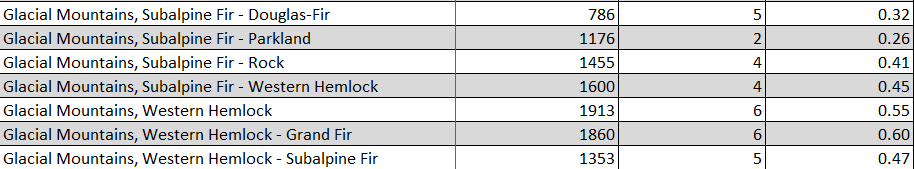 Glacial Mountains, Subalpine Fir - Douglas-Fir 786 5 0.32
Glacial Mountains, Subalpine Fir - Parkland 1176 2 0.26
Glacial Mountains, Subalpine Fir - Rock 1455 4 0.41
Glacial Mountains, Subalpine Fir - Western Hemlock 1600 4 0.45
Glacial Mountains, Western Hemlock 1913 6 0.55
Glacial Mountains, Western Hemlock - Grand Fir 1860 6 0.60
Glacial Mountains, Western Hemlock - Subalpine Fir 1353 5 0.47